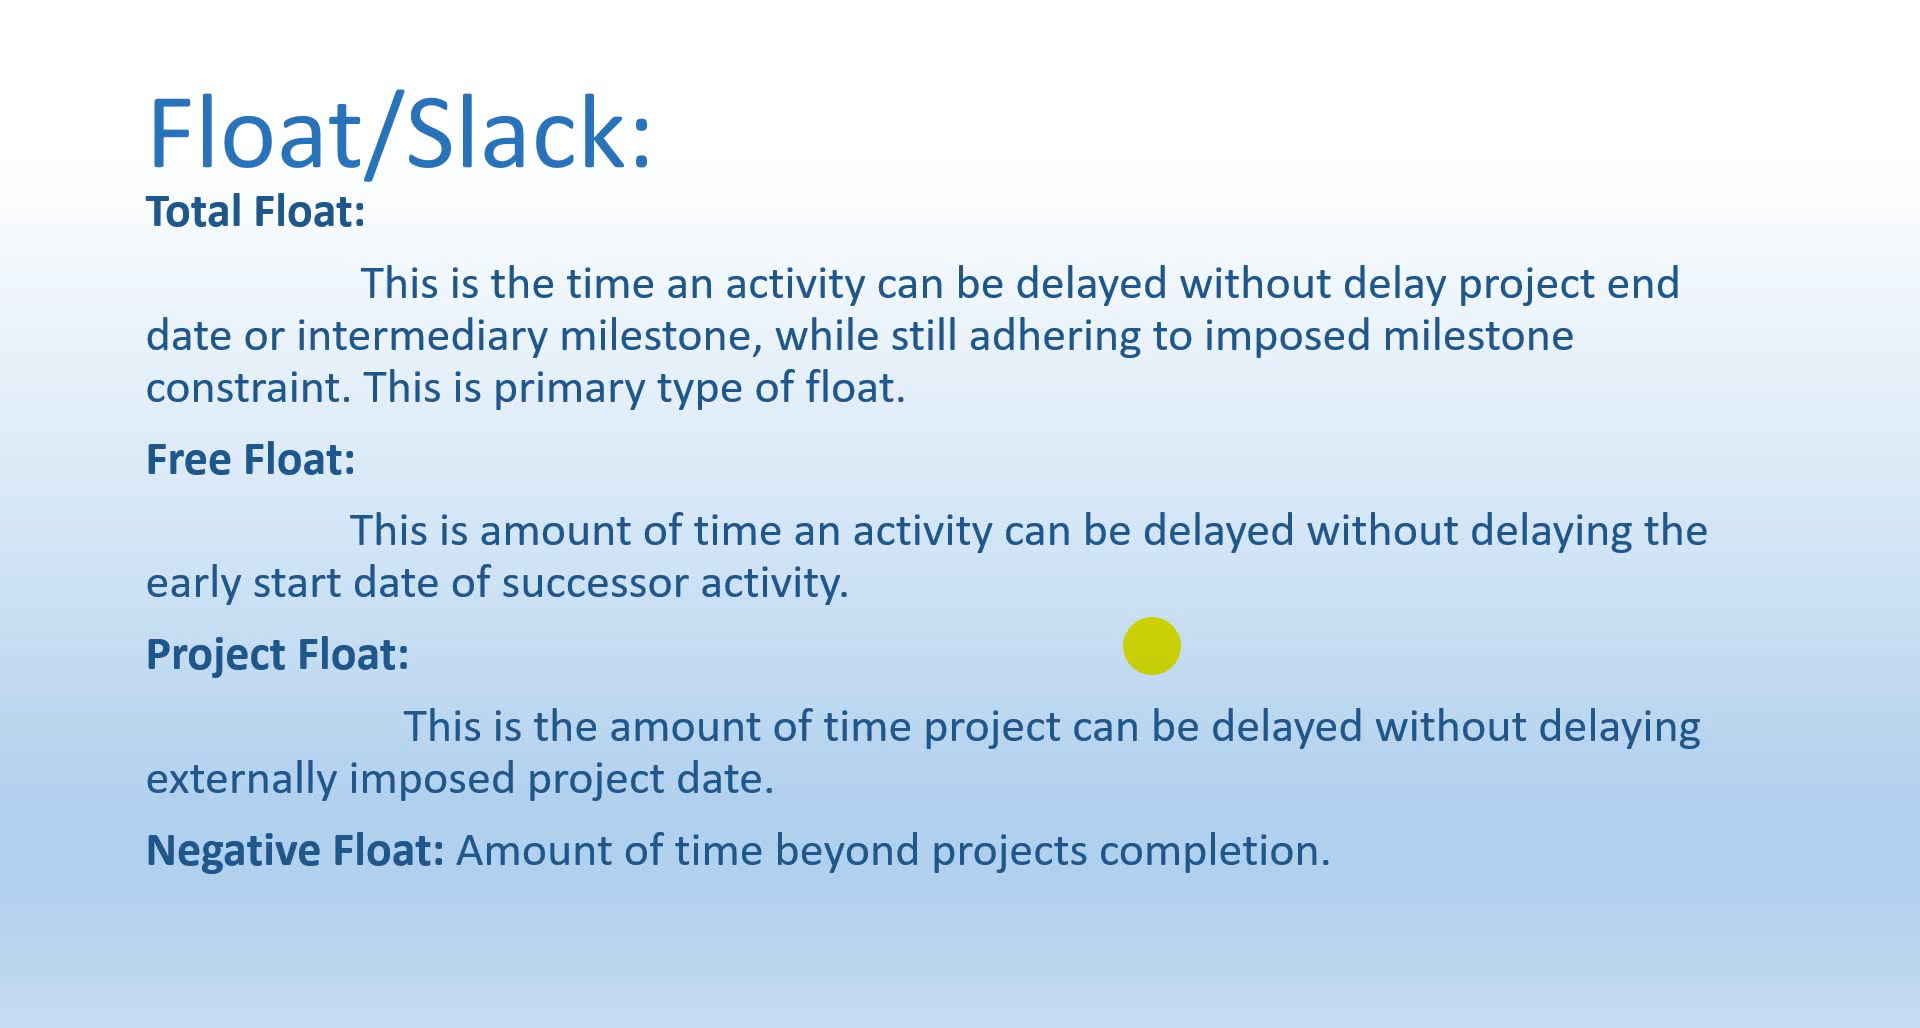 Float/Slack:
Total Float:
This is the time an activity can be delayed without delay project end
date or intermediary milestone, while still adhering to imposed milestone
constraint. This is primary type of float.
Free Float:
This is amount of time an activity can be delayed without delaying the
early start date of successor activity.
Project Float:
This is the amount of time project can be delayed without delaying
externally imposed project date.
Negative Float: Amount of time beyond projects completion.